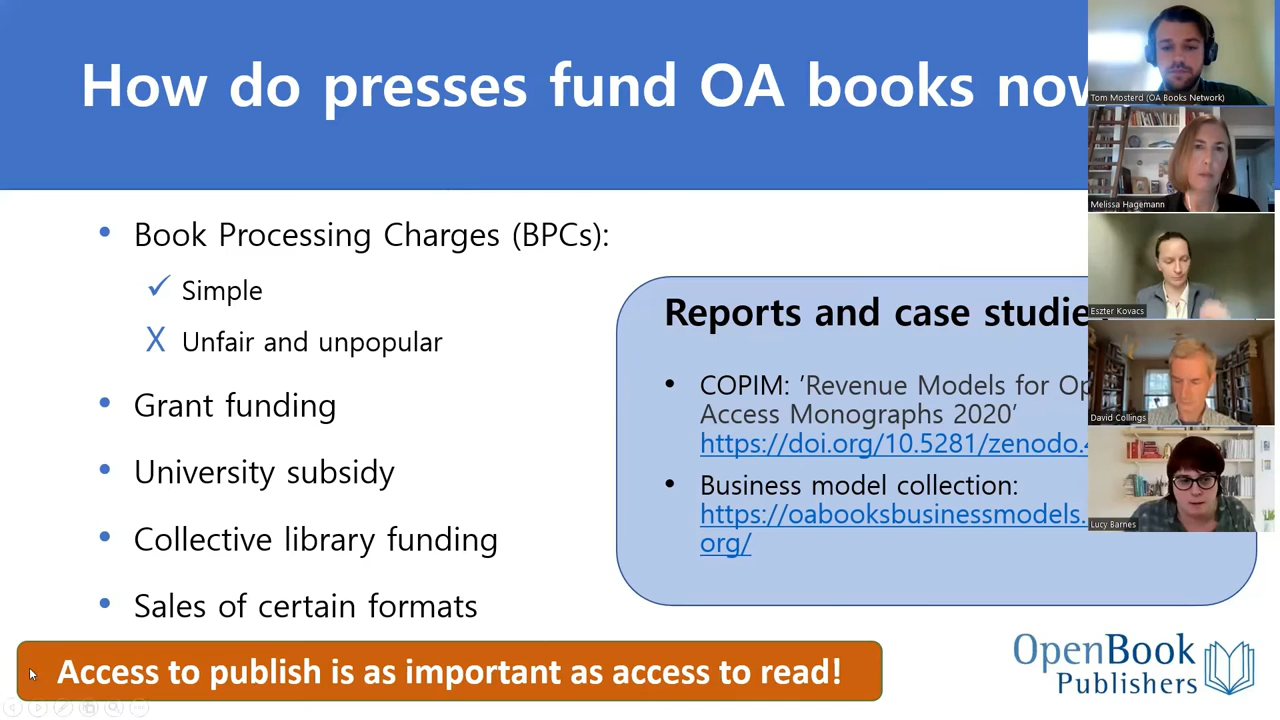 How do presses fund OA books now
• Book Processing Charges (BPCs):
✓ Simple
X Unfair and unpopular
• Grant funding
• University subsidy
• Collective library funding
• Sales of certain formats
Access to publish is as important as access to read!
Reports and case studie
• COPIM: ‘Revenue Models for Op
Access Monographs 2020’
https://doi.org/10.5281/zenodo.4
• Business model collection:
https://oabooksbusinessmodels.
org/
OpenBook
Publishers
Tom Mosterd (OA Books Network)
Melissa Hagemann
Eszter Kovacs
David Collings
Lucy Barnes